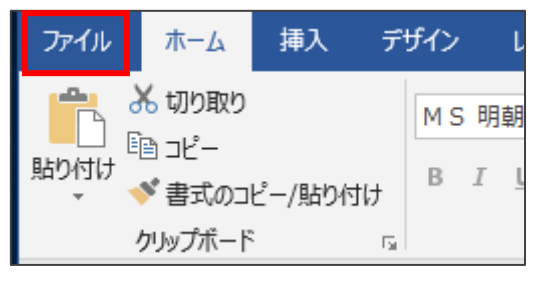 ファイル ホーム 挿入 デザイン
切り取り
コピー
貼り付け
書式のコピー/貼り付け
クリップボード
ＭＳ 明朝
B I U